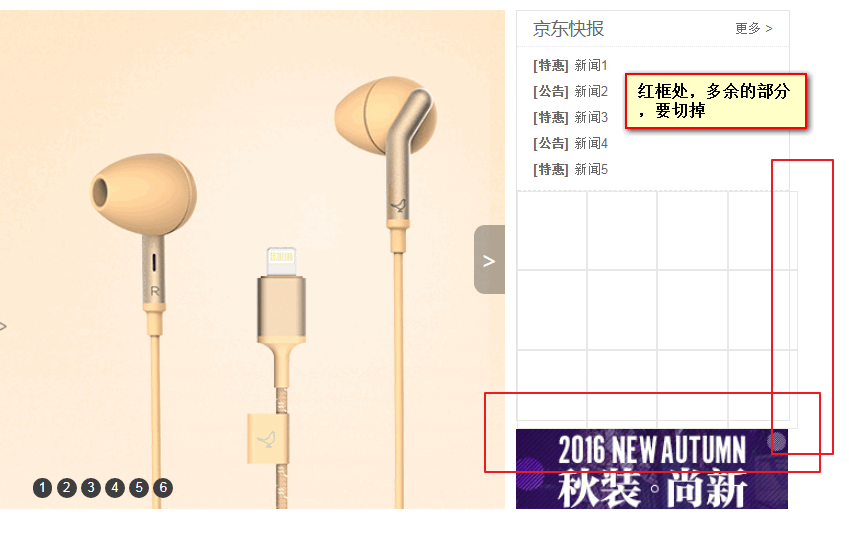 京东快报 更多 >
[特惠] 新闻1
[公告] 新闻2
[特惠] 新闻3
[公告] 新闻4
[特惠] 新闻5
红框处，多余的部分
，要切掉
>
>
R
2016 NEW AUTUMN
秋装。尚新
1 2 3 4 5 6